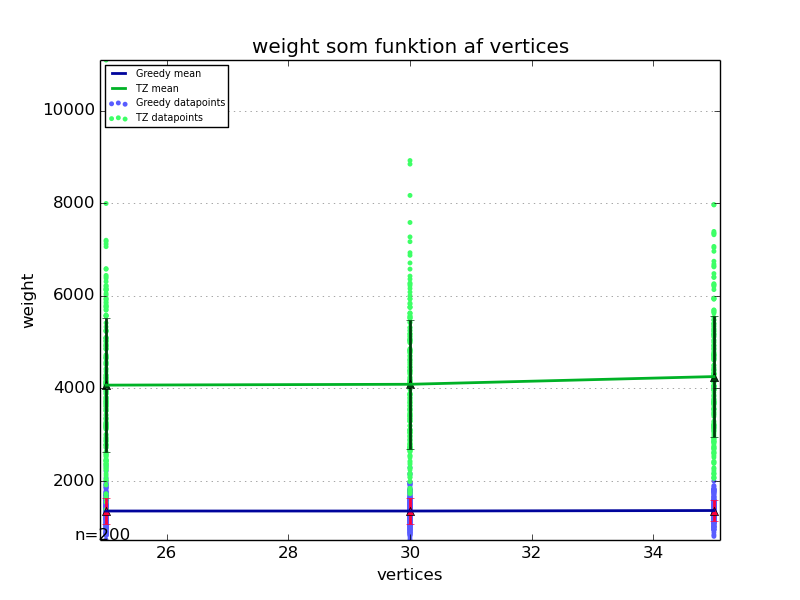 weight som funktion af vertices
Greedy mean
TZ mean
Greedy datapoints
TZ datapoints
10000
8000
6000
4000
2000
weight
n=200
26
28
30
32
34
vertices